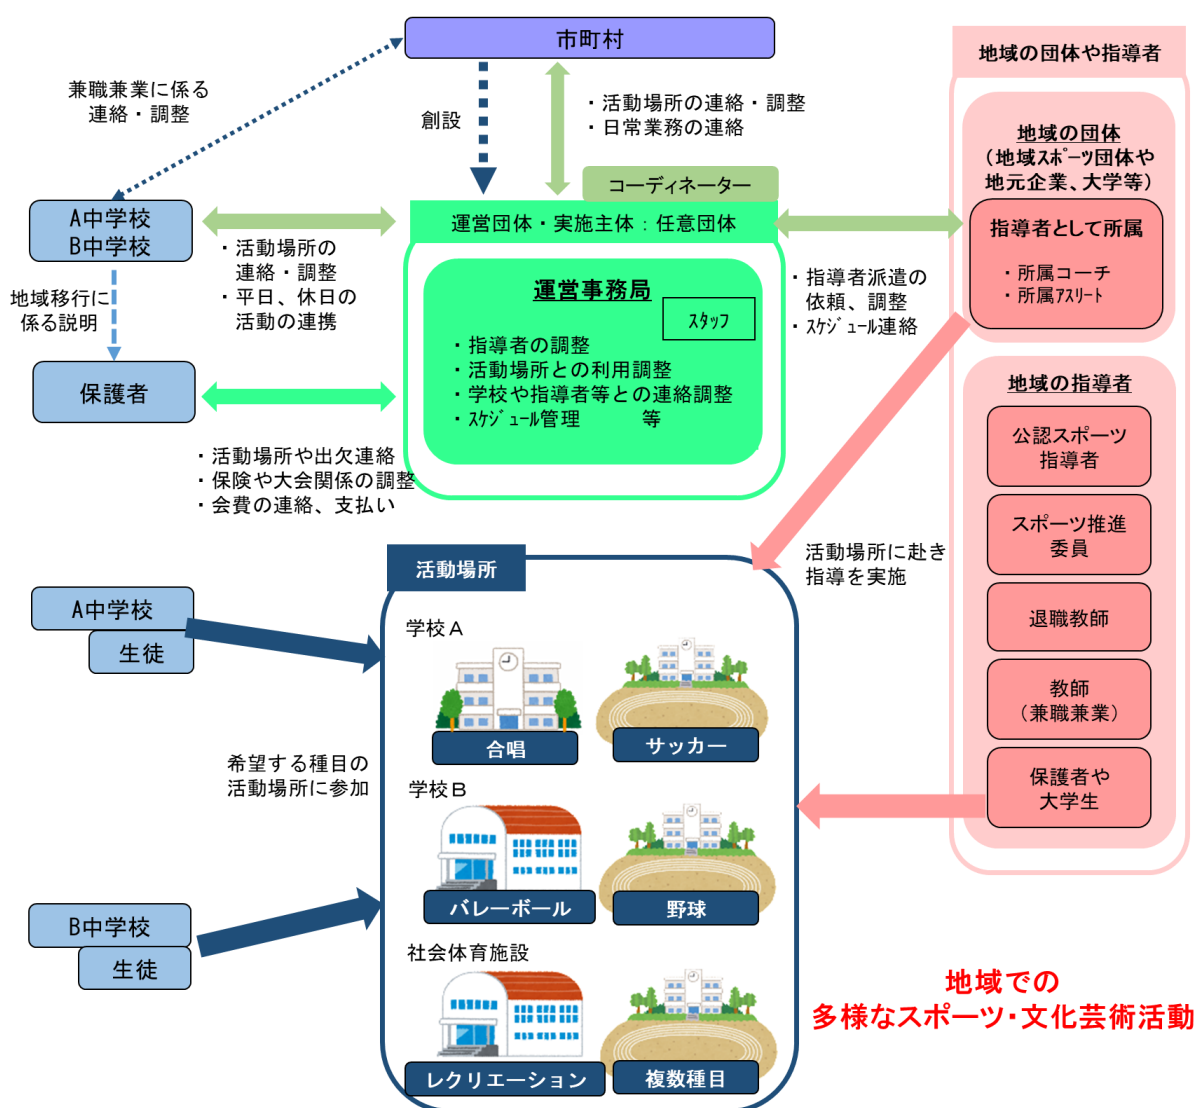 市町村
兼職兼業に係る
連絡・調整
創設
・活動場所の連絡・調整
・日常業務の連絡
コーディネーター
A中学校
B中学校
・活動場所の
連絡・調整
・平日、休日の
活動の連携
地域移行に
係る説明
保護者
・活動場所や出欠連絡
・保険や大会関係の調整
・会費の連絡、支払い
運営団体・実施主体：任意団体
運営事務局
スタッフ
・指導者の調整
・活動場所との利用調整
・学校や指導者等との連絡調整
・スケジュール管理　　　等
・指導者派遣の
依頼、調整
・スケジュール連絡
地域の団体や指導者
地域の団体
（地域スポーツ団体や
地元企業、大学等）
指導者として所属
・所属コーチ
・所属アスリート
地域の指導者
公認スポーツ
指導者
スポーツ推進
委員
退職教師
教師
（兼職兼業）
保護者や
大学生
活動場所に赴き
指導を実施
活動場所
A中学校
生徒
希望する種目の
活動場所に参加
B中学校
生徒
学校Ａ
合唱
サッカー
学校Ｂ
バレーボール
野球
社会体育施設
レクリエーション
複数種目
地域での
多様なスポーツ・文化芸術活動